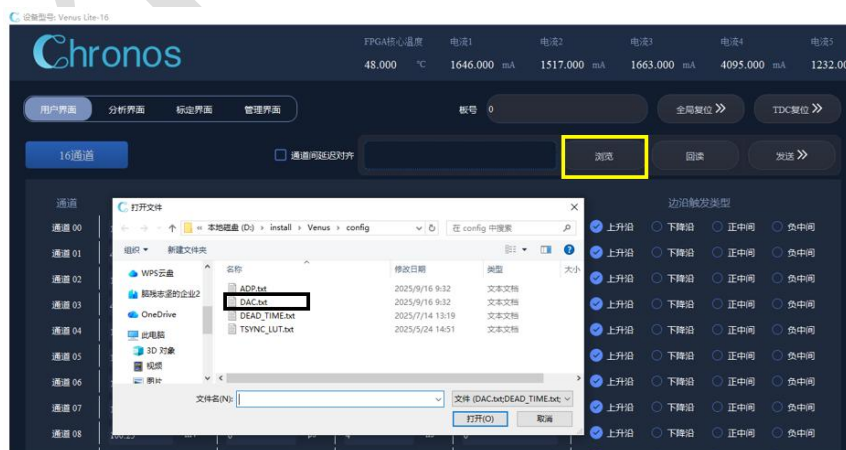 设备型号: Venus Lite-16
Chronos
FPGA核心温度 电流1 电流2 电流3 电流4 电流5
48.000 ℃ 1646.000 mA 1517.000 mA 1663.000 mA 4095.000 mA 1232.00
用户界面 分析界面 标定界面 管理界面 板号 0 全局复位 TDC复位
16通道 通道间延迟对齐 浏览 回读 发送
通道 边沿触发类型
打开文件
本地磁盘 (D:) › install › Venus › config 在 config 中搜索
组织 新建文件夹
名称 修改日期 类型 大小
WPS云盘
ADP.txt 2025/9/16 9:32 文本文档
脑残志坚的企业2
DAC.txt 2025/9/16 9:32 文本文档
OneDrive
DEAD_TIME.txt 2025/7/14 13:19 文本文档
此电脑
TSYNC_LUT.txt 2025/5/24 14:51 文本文档
3D 对象
视频
图片
文件名(N): 文件 (DAC.txt;DEAD_TIME.txt;
打开(O) 取消
通道 00 上升沿 下降沿 正中间 负中间
通道 01 上升沿 下降沿 正中间 负中间
通道 02 上升沿 下降沿 正中间 负中间
通道 03 上升沿 下降沿 正中间 负中间
通道 04 上升沿 下降沿 正中间 负中间
通道 05 上升沿 下降沿 正中间 负中间
通道 06 上升沿 下降沿 正中间 负中间
通道 07 上升沿 下降沿 正中间 负中间
通道 08 上升沿 下降沿 正中间 负中间